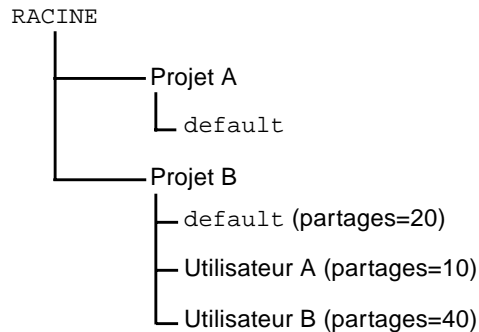 RACINE
Projet A
default
Projet B
default (partages=20)
Utilisateur A (partages=10)
Utilisateur B (partages=40)